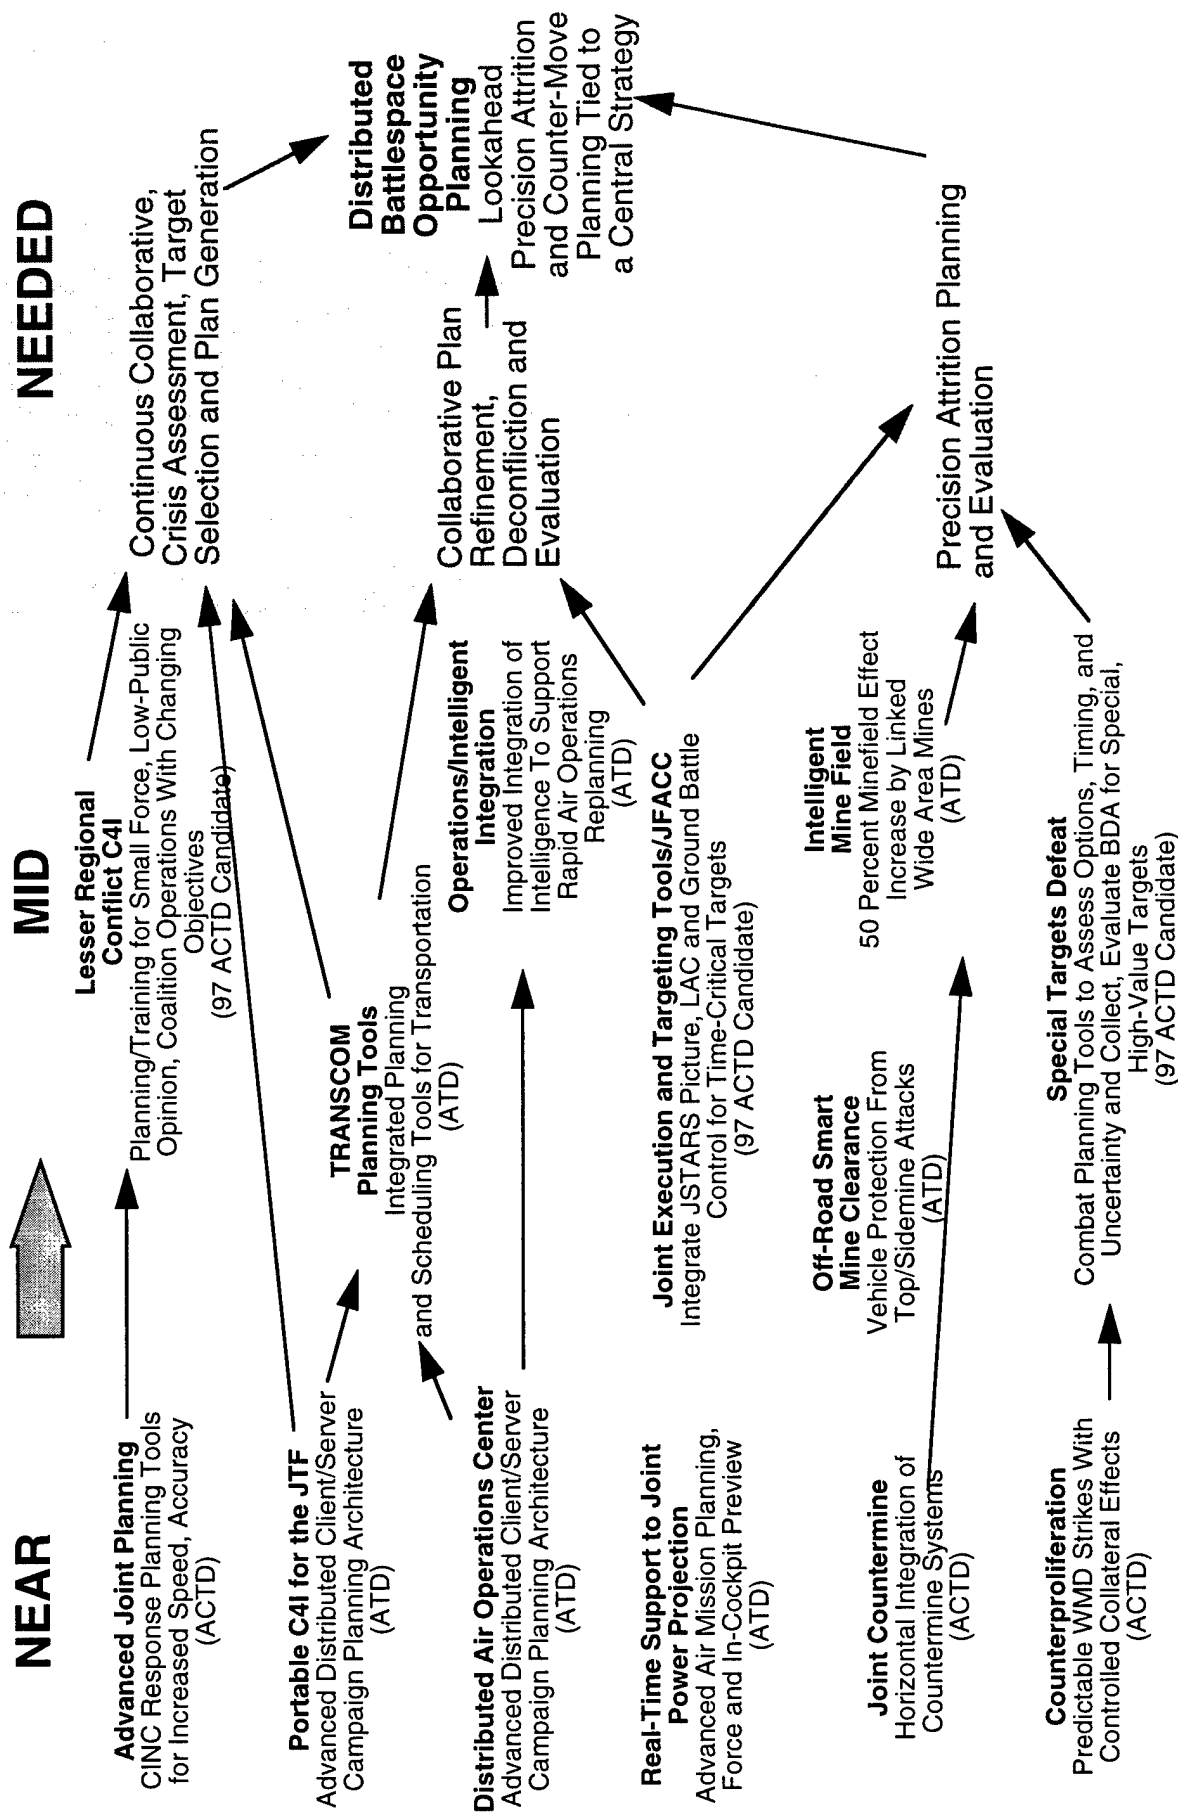 NEAR
MID
NEEDED
Advanced Joint Planning
CINC Response Planning Tools
for Increased Speed, Accuracy
(ACTD)
Portable C4I for the JTF
Advanced Distributed Client/Server
Campaign Planning Architecture
(ATD)
Distributed Air Operations Center
Advanced Distributed Client/Server
Campaign Planning Architecture
(ATD)
Real-Time Support to Joint
Power Projection
Advanced Air Mission Planning,
Force and In-Cockpit Preview
(ATD)
Joint Countermine
Horizontal Integration of
Countermine Systems
(ACTD)
Counterproliferation
Predictable WMD Strikes With
Controlled Collateral Effects
(ACTD)
Lesser Regional
Conflict C4I
Planning/Training for Small Force, Low-Public
Opinion, Coalition Operations With Changing
Objectives
(97 ACTD Candidate)
TRANSCOM
Planning Tools
Integrated Planning
and Scheduling Tools for Transportation
(ATD)
Operations/Intelligent
Integration
Improved Integration of
Intelligence To Support
Rapid Air Operations
Replanning
(ATD)
Joint Execution and Targeting Tools/JFACC
Integrate JSTARS Picture, LAC and Ground Battle
Control for Time-Critical Targets
(97 ACTD Candidate)
Off-Road Smart
Mine Clearance
Vehicle Protection From
Top/Sidemine Attacks
(ATD)
Intelligent
Mine Field
50 Percent Minefield Effect
Increase by Linked
Wide Area Mines
(ATD)
Special Targets Defeat
Combat Planning Tools to Assess Options, Timing, and
Uncertainty and Collect, Evaluate BDA for Special,
High-Value Targets
(97 ACTD Candidate)
Continuous Collaborative,
Crisis Assessment, Target
Selection and Plan Generation
Collaborative Plan
Refinement,
Deconfliction and
Evaluation
Precision Attrition Planning
and Evaluation
Distributed
Battlespace
Opportunity
Planning
Lookahead
Precision Attrition
and Counter-Move
Planning Tied to
a Central Strategy